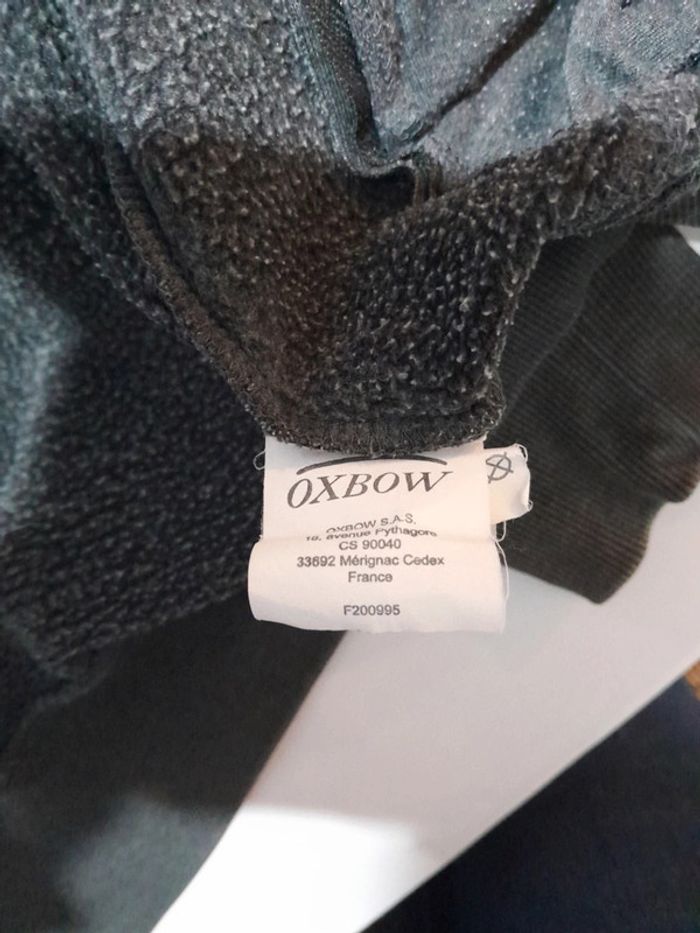 OXBOW
OXBOW S.A.S.
18, avenue Pythagore
CS 90040
33692 Mérignac Cedex
France
F200995